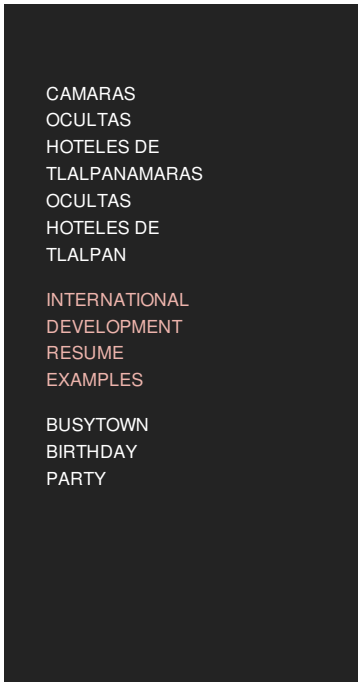 CAMARAS
OCULTAS
HOTELES DE
TLALPANAMARAS
OCULTAS
HOTELES DE
TLALPAN
INTERNATIONAL
DEVELOPMENT
RESUME
EXAMPLES
BUSYTOWN
BIRTHDAY
PARTY